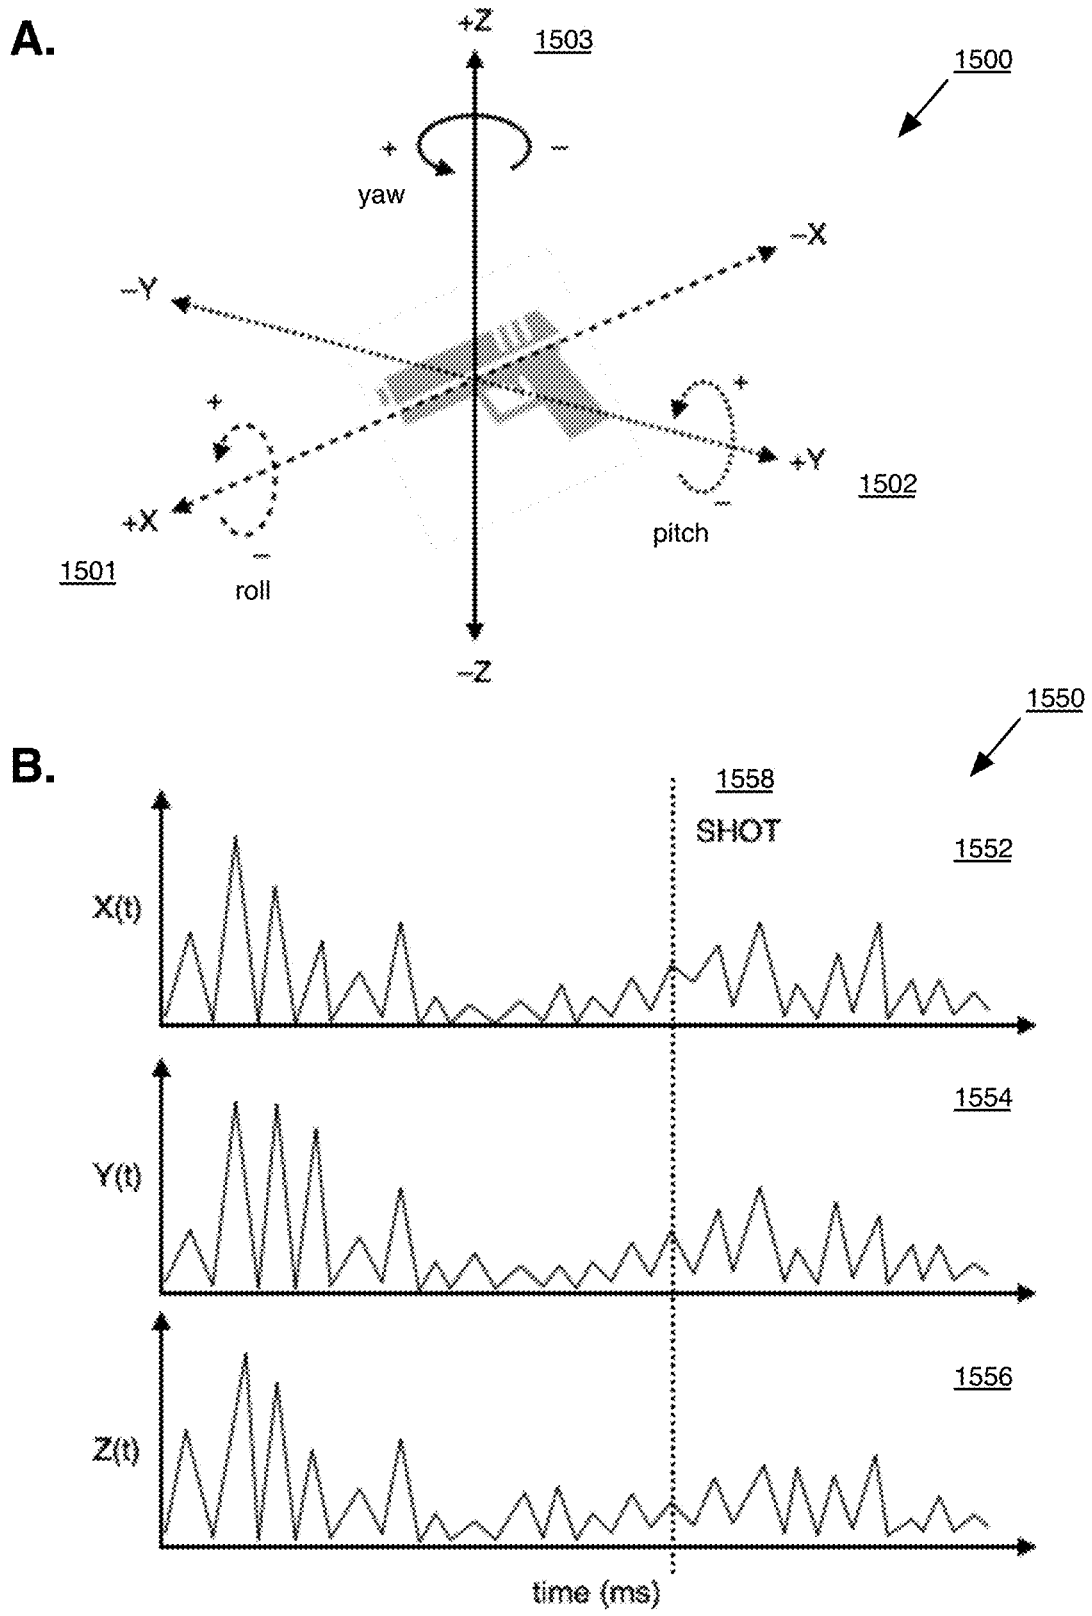 A.
+Z
1503
1500
+
–
yaw
–X
–Y
+
+
+Y
1502
+X
–
–
pitch
1501
roll
–Z
1550
B.
1558
SHOT
1552
X(t)
1554
Y(t)
1556
Z(t)
time (ms)